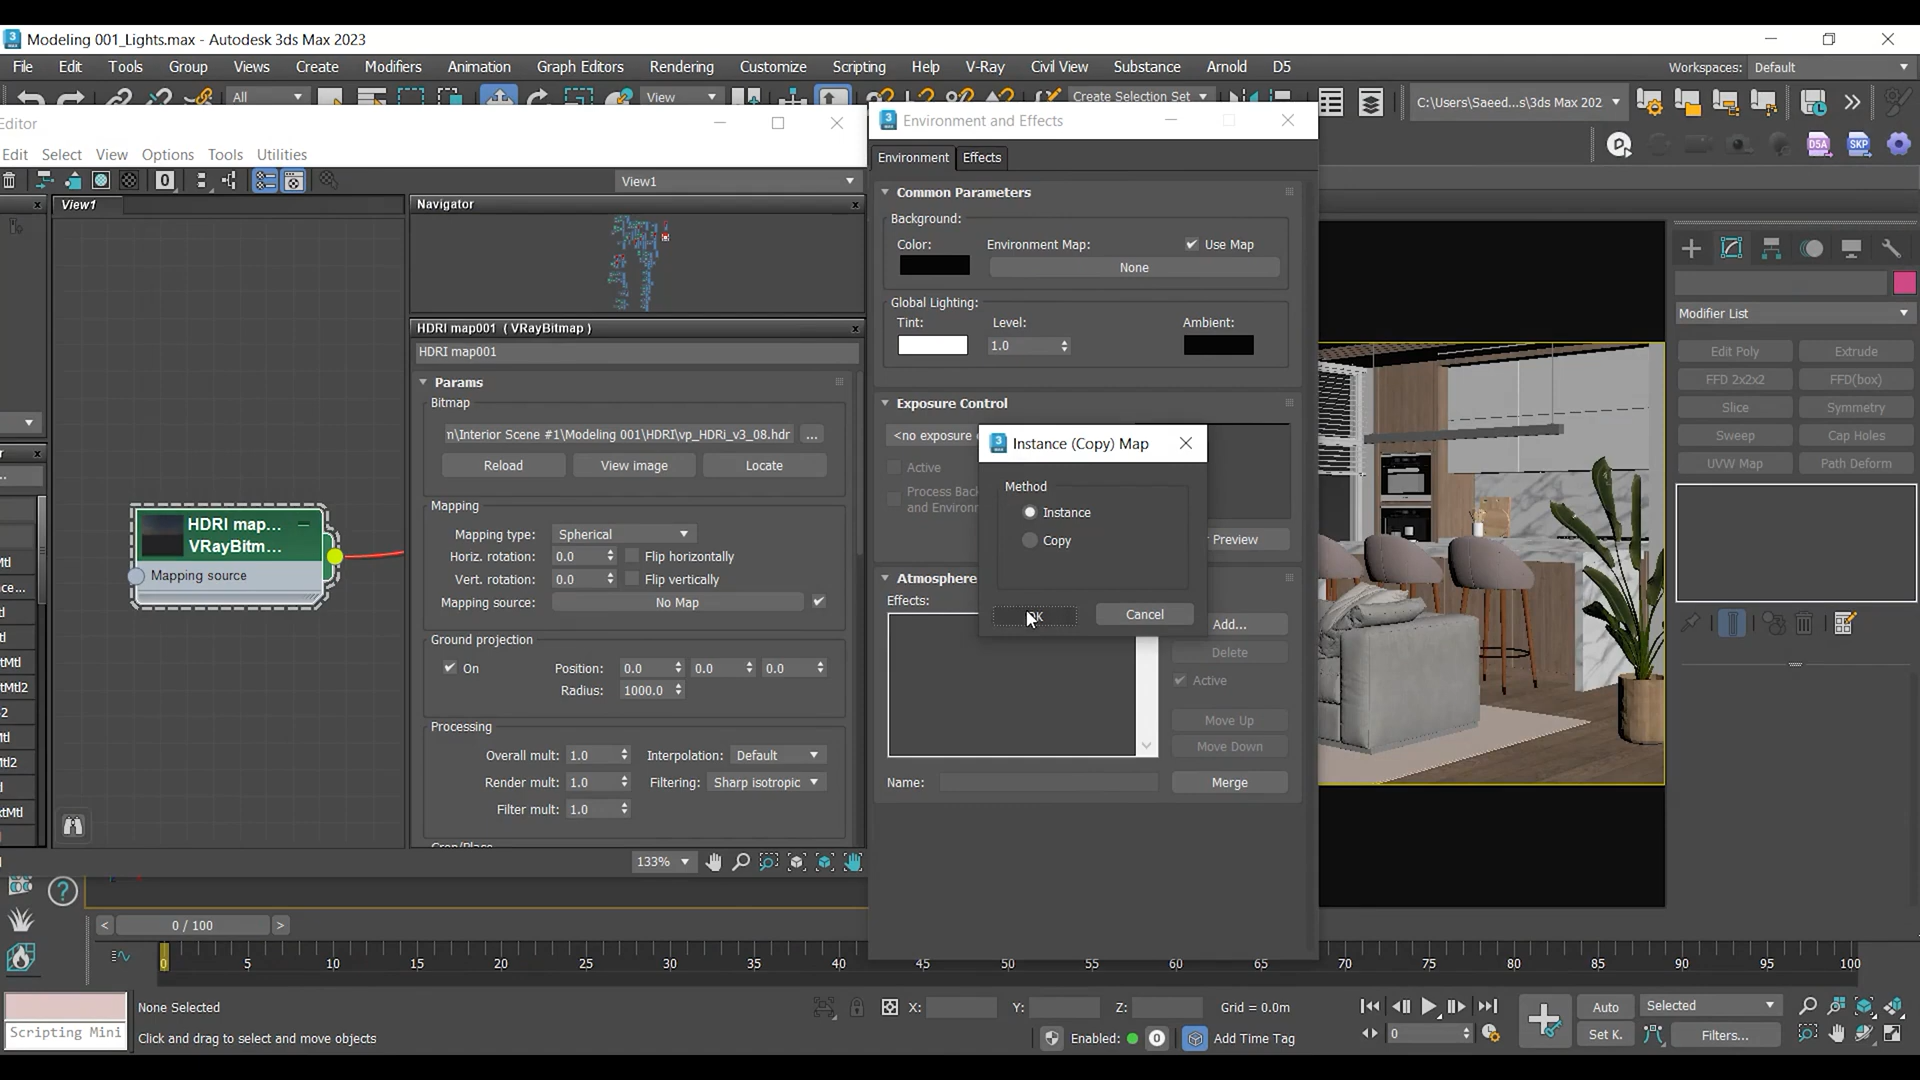 Modeling 001_Lights.max - Autodesk 3ds Max 2023
File Edit Tools Group Views Create Modifiers Animation Graph Editors Rendering Customize Scripting Help V-Ray Civil View Substance Arnold D5
Workspaces: Default
All View Create Selection Set
C:\Users\Saeed...s\3ds Max 202
Editor
Edit Select View Options Tools Utilities
View1
D5A SKP
View1
Navigator
HDRI map001 ( VRayBitmap )
HDRI map001
Params
Bitmap
n\Interior Scene #1\Modeling 001\HDRI\vp_HDRi_v3_08.hdr ...
Reload View image Locate
Mapping
Mapping type: Spherical
Horiz. rotation: 0.0 Flip horizontally
Vert. rotation: 0.0 Flip vertically
Mapping source: No Map
Ground projection
On Position: 0.0 0.0 0.0
Radius: 1000.0
Processing
Overall mult: 1.0 Interpolation: Default
Render mult: 1.0 Filtering: Sharp isotropic
Filter mult: 1.0
Crop/Place
133%
HDRI map...
VRayBitm...
Mapping source
Environment and Effects
Environment Effects
Common Parameters
Background:
Color: Environment Map: Use Map
None
Global Lighting:
Tint: Level: Ambient:
1.0
Exposure Control
<no exposure
Active
Process Bac
and Environ
Preview
Instance (Copy) Map
Method
Instance
Copy
OK Cancel
Atmosphere
Effects:
Add...
Delete
Active
Move Up
Move Down
Name: Merge
Modifier List
Edit Poly Extrude
FFD 2x2x2 FFD(box)
Slice Symmetry
Sweep Cap Holes
UVW Map Path Deform
< 0 / 100 >
0 5 10 15 20 25 30 35 40 45 50 55 60 65 70 75 80 85 90 95 100
None Selected
Scripting Mini
Click and drag to select and move objects
X: Y: Z: Grid = 0.0m
Enabled: Add Time Tag
0
Auto Selected
Set K. Filters...